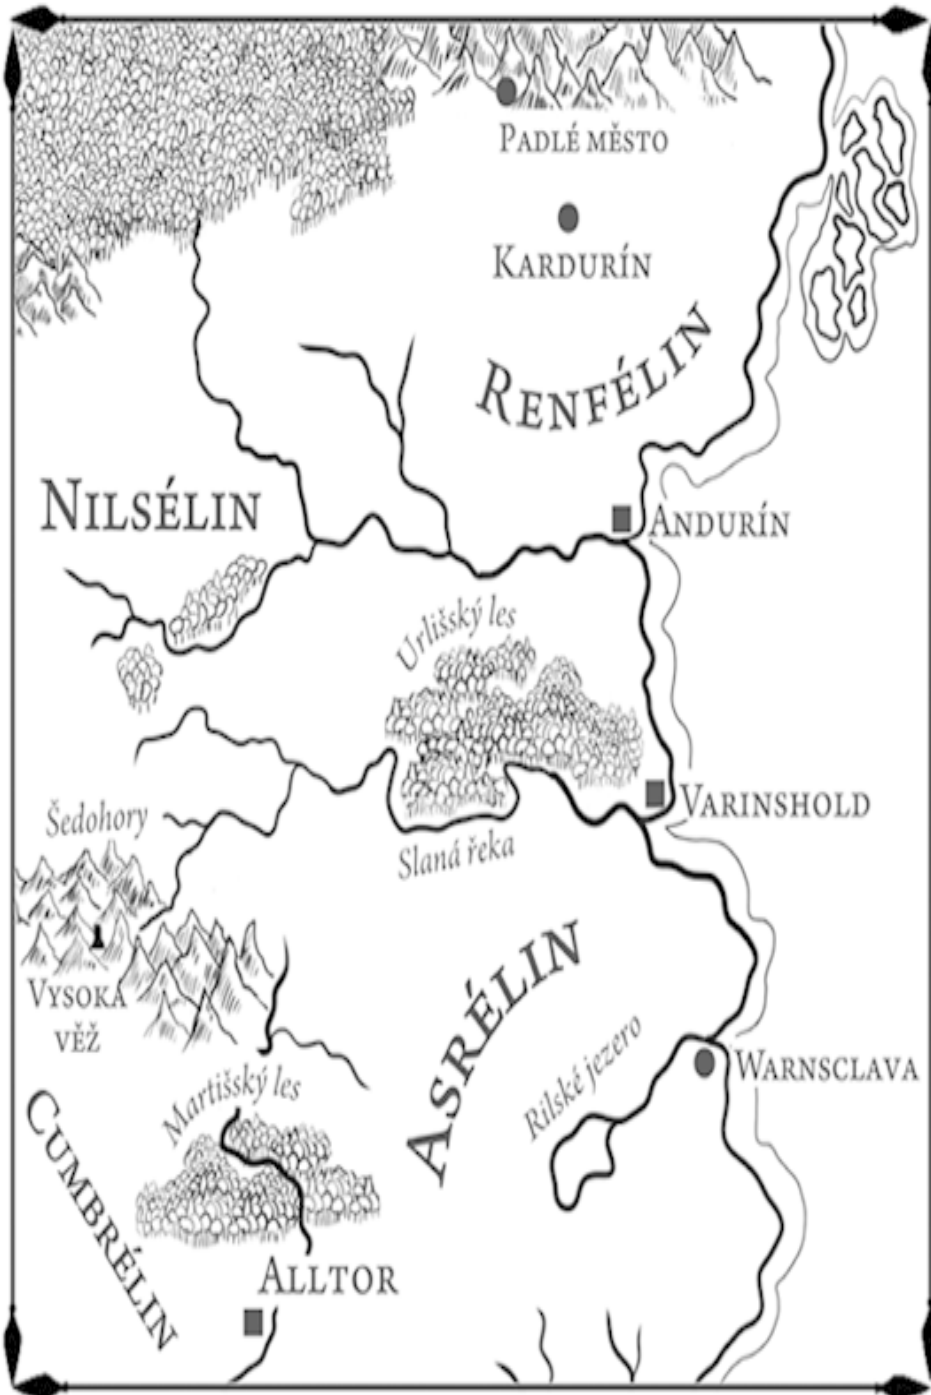 PADLÉ MĚSTO
KARDURÍN
RENFÉLIN
NILSÉLIN
ANDURÍN
Urlišský les
VARINSHOLD
Šedohory
Slaná řeka
VYSOKÁ
VĚŽ
ASRÉLIN
Rilské jezero
WARNSCLAVA
Martišský les
CUMBRÉLIN
ALLTOR